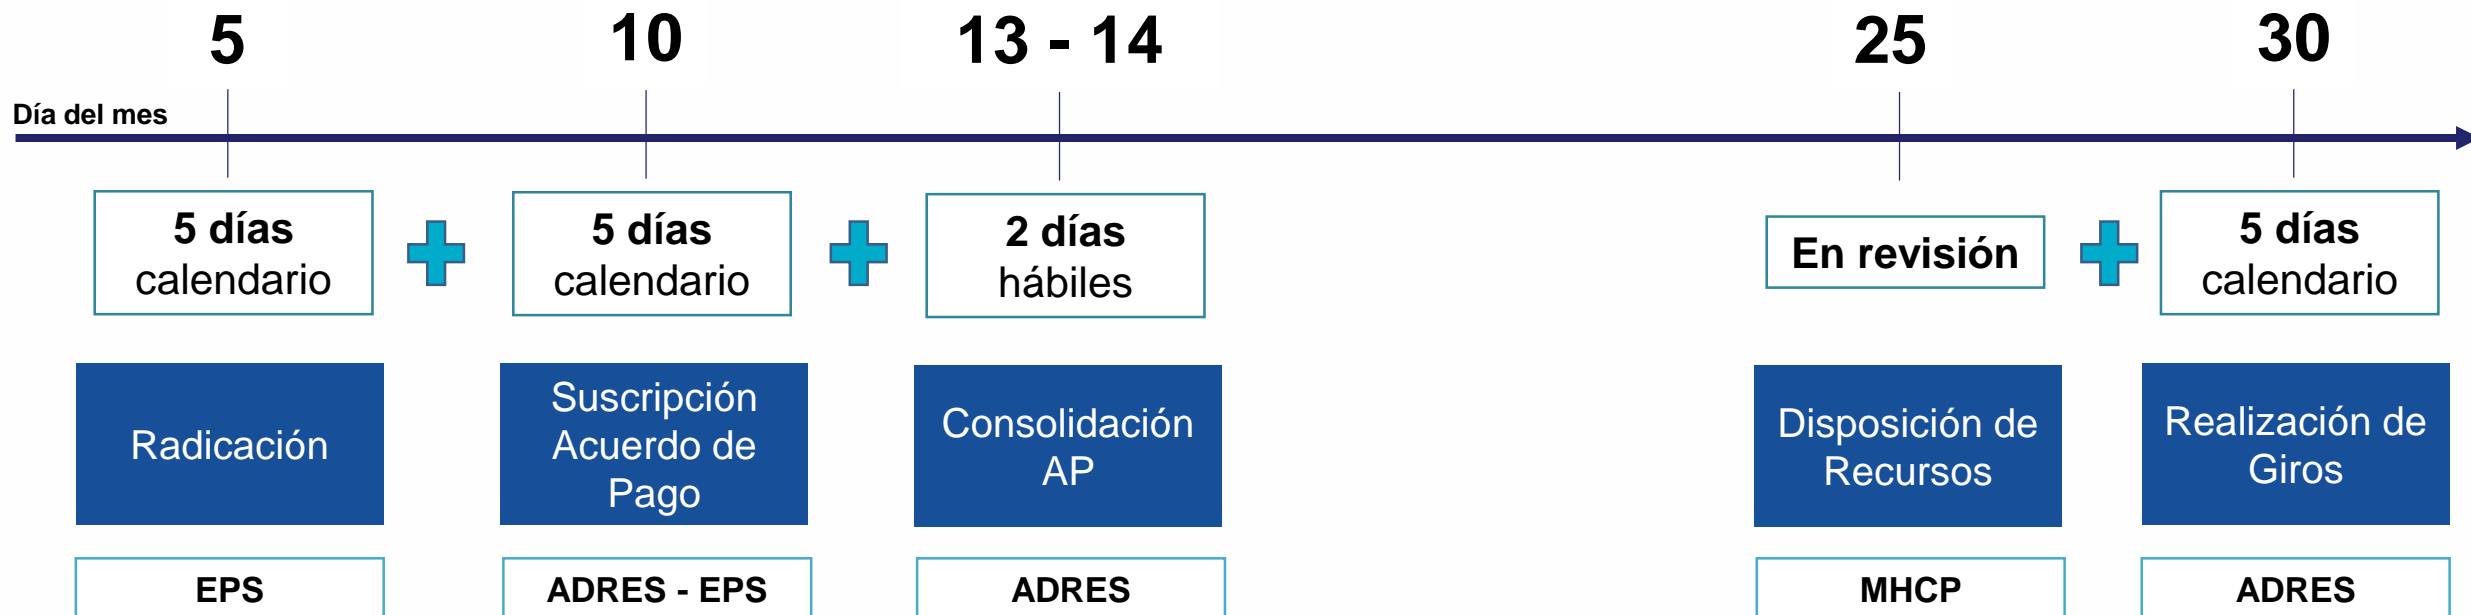 5
10
13 - 14
25
30
Día del mes
5 días
calendario
5 días
calendario
2 días
hábiles
En revisión
5 días
calendario
Radicación
Suscripción
Acuerdo de
Pago
Consolidación
AP
Disposición de
Recursos
Realización de
Giros
EPS
ADRES - EPS
ADRES
MHCP
ADRES